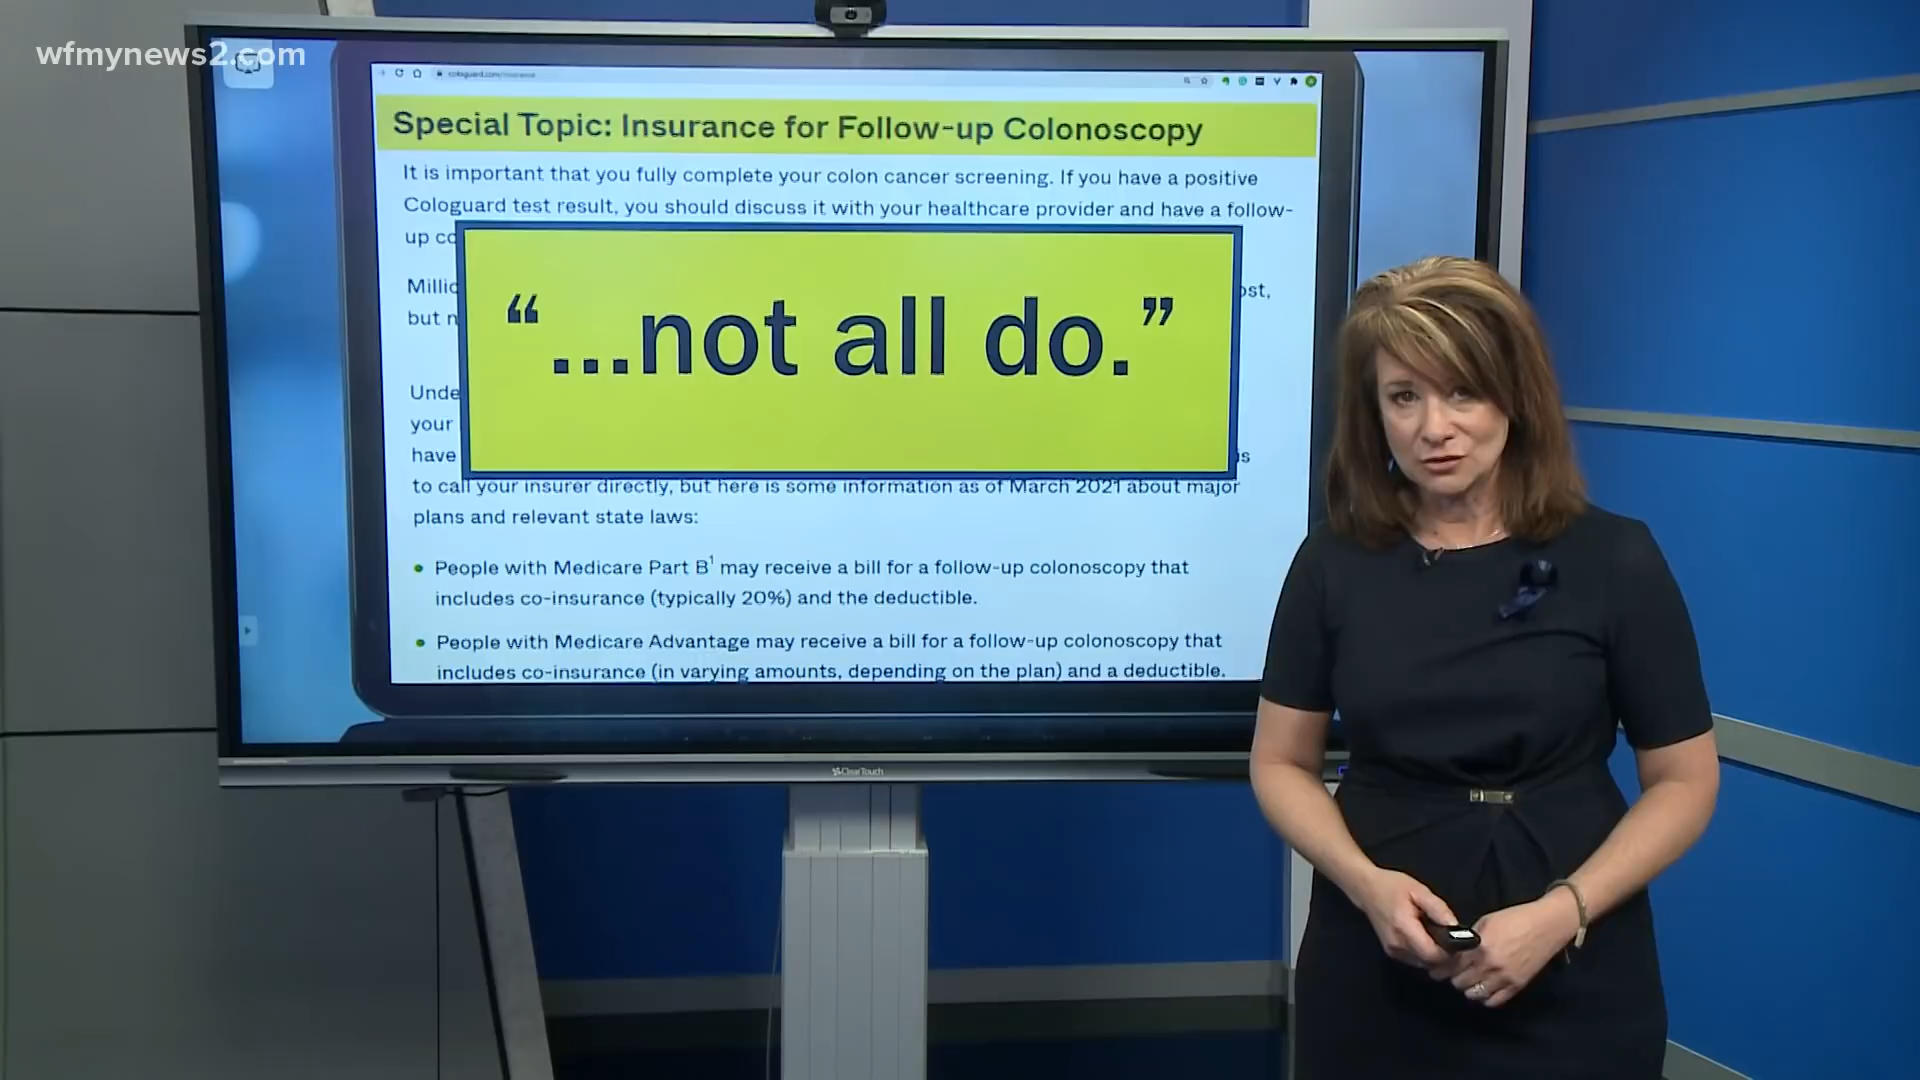 wfmynews2.com
cologuard.com/insurance
Special Topic: Insurance for Follow-up Colonoscopy
It is important that you fully complete your colon cancer screening. If you have a positive
Cologuard test result, you should discuss it with your healthcare provider and have a follow-
up co
Millio
ost,
but n
“...not all do.”
Unde
your
have
is
to call your insurer directly, but here is some information as of March 2021 about major
plans and relevant state laws:
• People with Medicare Part B1 may receive a bill for a follow-up colonoscopy that
includes co-insurance (typically 20%) and the deductible.
• People with Medicare Advantage may receive a bill for a follow-up colonoscopy that
includes co-insurance (in varying amounts, depending on the plan) and a deductible.
ClearTouch